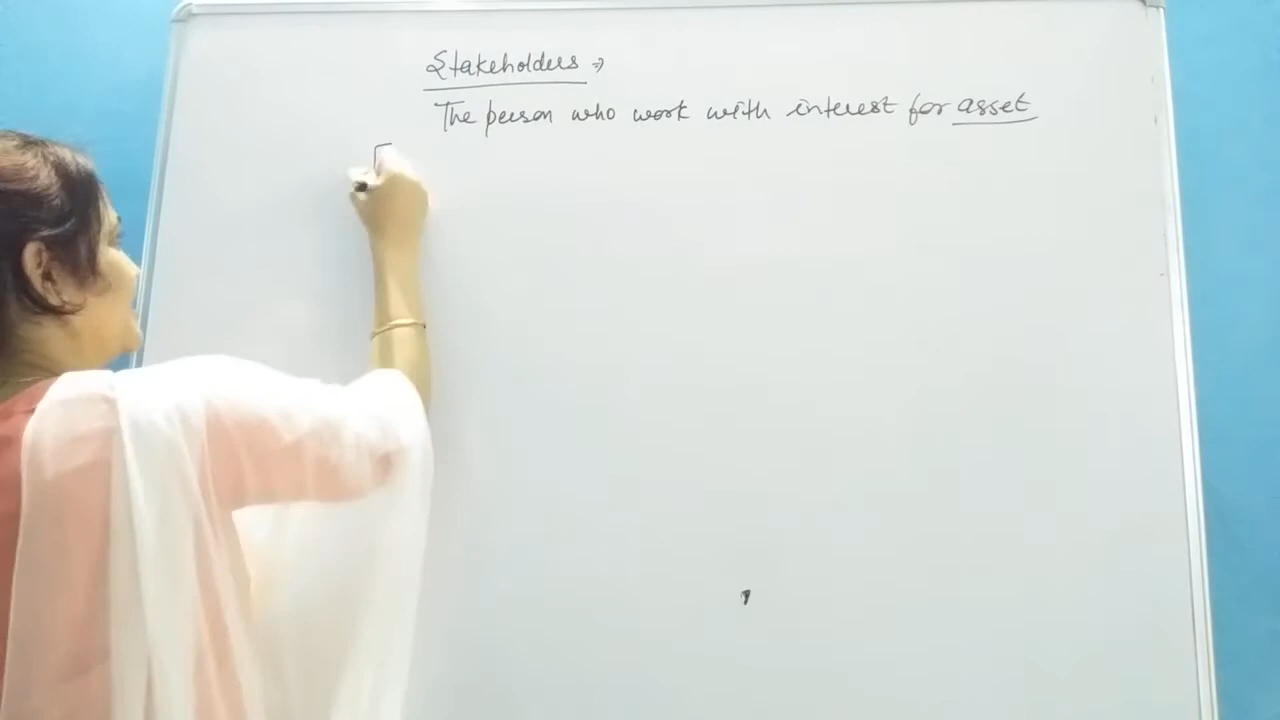 Stakeholders ⇒
The person who work with interest for asset